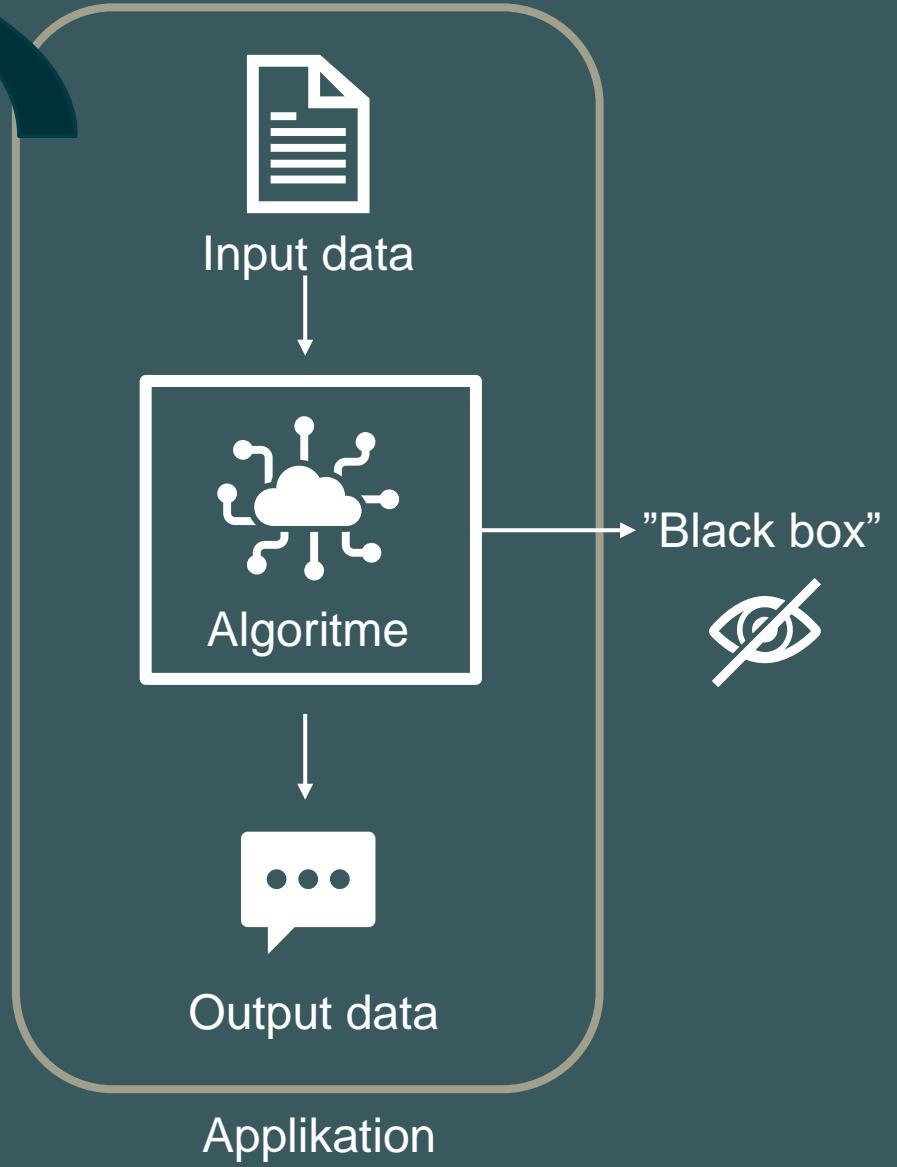 Input data
Algoritme
”Black box”
Output data
Applikation